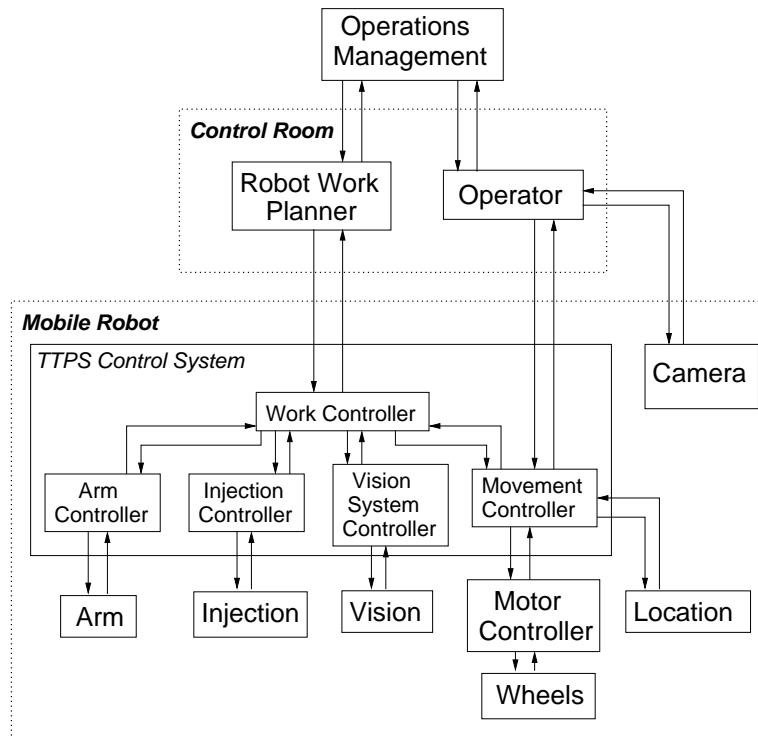 Operations
Management
Control Room
Robot Work
Planner
Operator
Mobile Robot
TTPS Control System
Camera
Work Controller
Arm
Controller
Injection
Controller
Vision
System
Controller
Movement
Controller
Arm
Injection
Vision
Motor
Controller
Location
Wheels